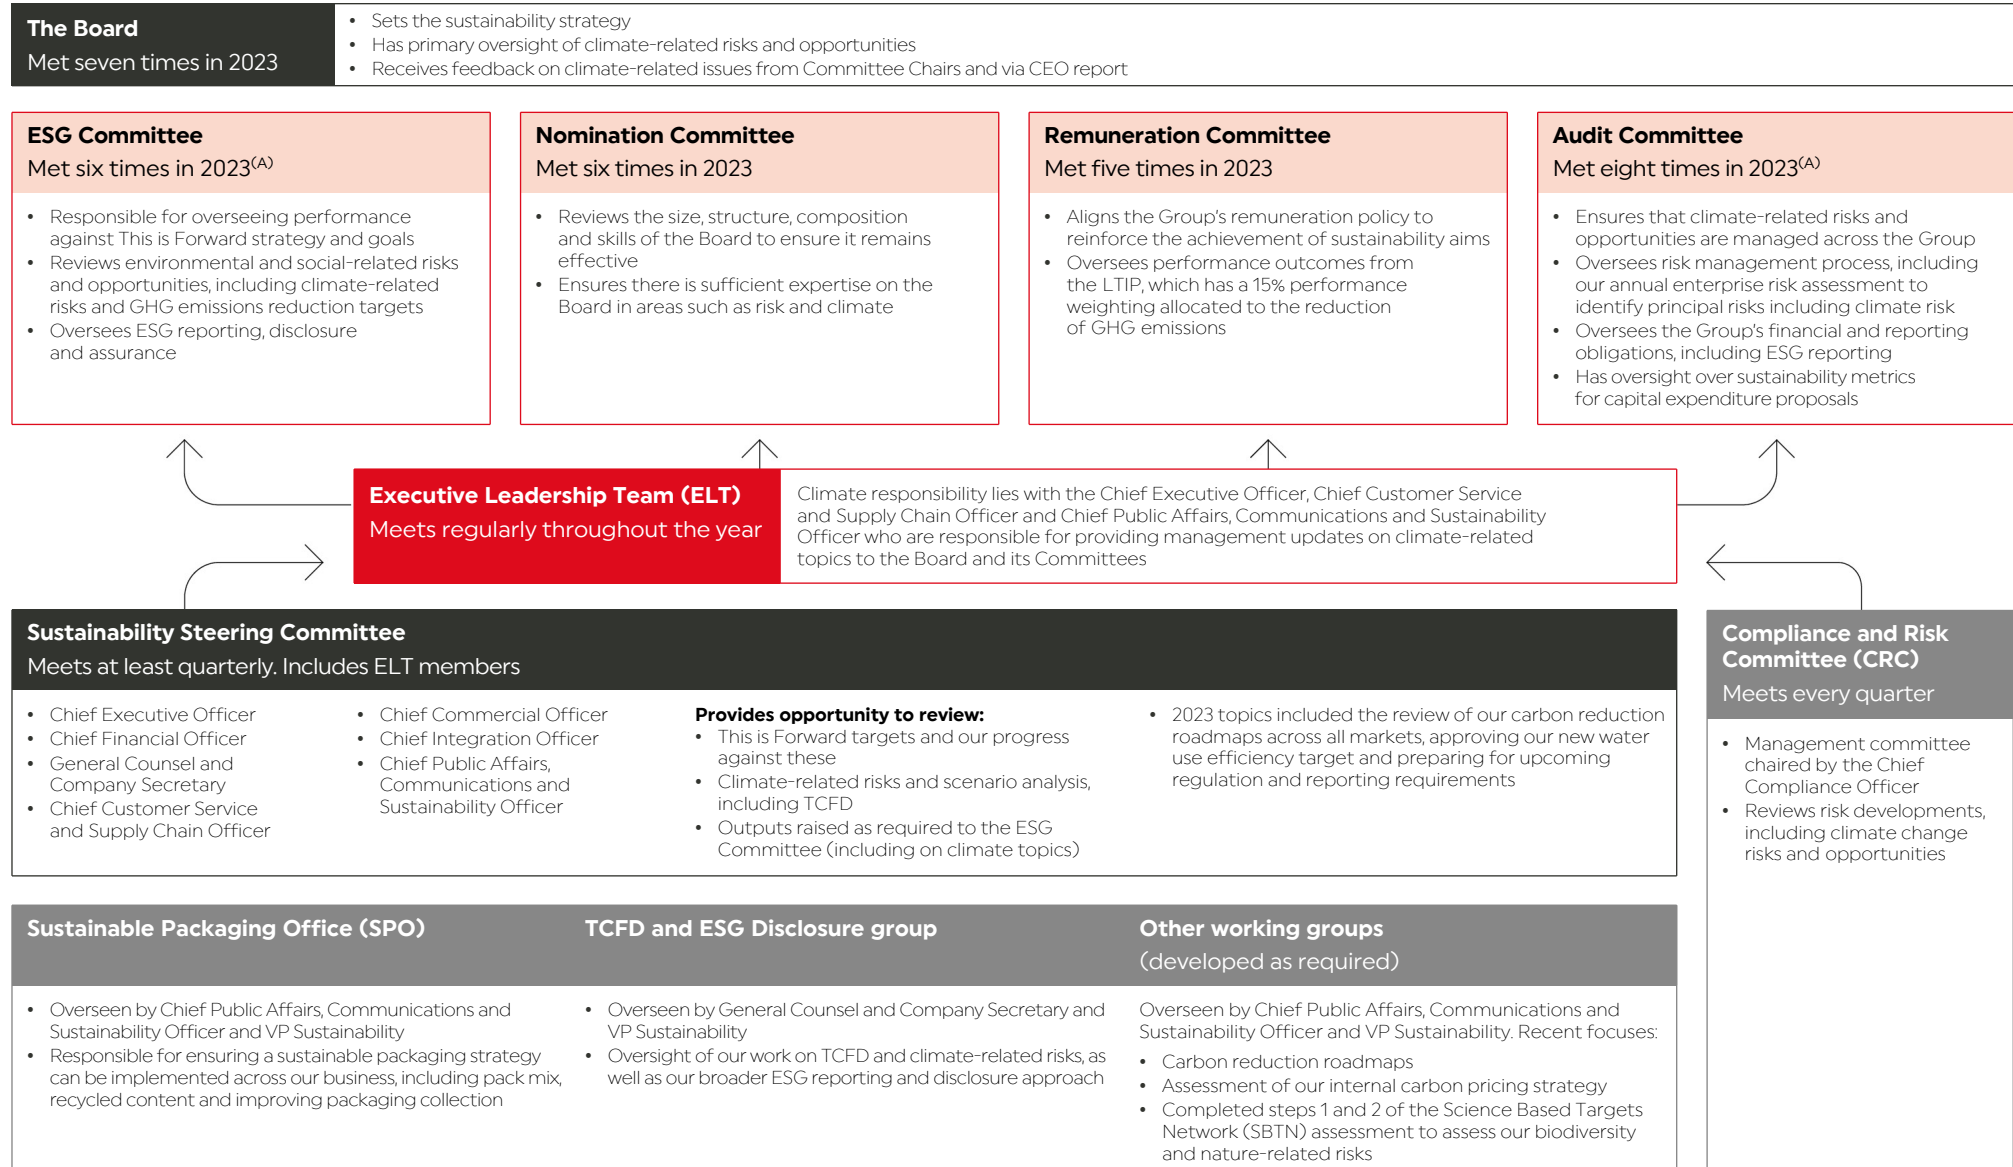 The Board
Met seven times in 2023
• Sets the sustainability strategy
• Has primary oversight of climate-related risks and opportunities
• Receives feedback on climate-related issues from Committee Chairs and via CEO report
ESG Committee
Met six times in 2023(A)
• Responsible for overseeing performance
against This is Forward strategy and goals
• Reviews environmental and social-related risks
and opportunities, including climate-related
risks and GHG emissions reduction targets
• Oversees ESG reporting, disclosure
and assurance
Nomination Committee
Met six times in 2023
• Reviews the size, structure, composition
and skills of the Board to ensure it remains
effective
• Ensures there is sufficient expertise on the
Board in areas such as risk and climate
Remuneration Committee
Met five times in 2023
• Aligns the Group's remuneration policy to
reinforce the achievement of sustainability aims
• Oversees performance outcomes from
the LTIP, which has a 15% performance
weighting allocated to the reduction
of GHG emissions
Audit Committee
Met eight times in 2023(A)
• Ensures that climate-related risks and
opportunities are managed across the Group
• Oversees risk management process, including
our annual enterprise risk assessment to
identify principal risks including climate risk
• Oversees the Group's financial and reporting
obligations, including ESG reporting
• Has oversight over sustainability metrics
for capital expenditure proposals
Executive Leadership Team (ELT)
Meets regularly throughout the year
Climate responsibility lies with the Chief Executive Officer, Chief Customer Service
and Supply Chain Officer and Chief Public Affairs, Communications and Sustainability
Officer who are responsible for providing management updates on climate-related
topics to the Board and its Committees
Sustainability Steering Committee
Meets at least quarterly. Includes ELT members
• Chief Executive Officer
• Chief Financial Officer
• General Counsel and
Company Secretary
• Chief Customer Service
and Supply Chain Officer
• Chief Commercial Officer
• Chief Integration Officer
• Chief Public Affairs,
Communications and
Sustainability Officer
Provides opportunity to review:
• This is Forward targets and our progress
against these
• Climate-related risks and scenario analysis,
including TCFD
• Outputs raised as required to the ESG
Committee (including on climate topics)
• 2023 topics included the review of our carbon reduction
roadmaps across all markets, approving our new water
use efficiency target and preparing for upcoming
regulation and reporting requirements
Compliance and Risk
Committee (CRC)
Meets every quarter
• Management committee
chaired by the Chief
Compliance Officer
• Reviews risk developments,
including climate change
risks and opportunities
Sustainable Packaging Office (SPO)
• Overseen by Chief Public Affairs, Communications and
Sustainability Officer and VP Sustainability
• Responsible for ensuring a sustainable packaging strategy
can be implemented across our business, including pack mix,
recycled content and improving packaging collection
TCFD and ESG Disclosure group
• Overseen by General Counsel and Company Secretary and
VP Sustainability
• Oversight of our work on TCFD and climate-related risks, as
well as our broader ESG reporting and disclosure approach
Other working groups
(developed as required)
Overseen by Chief Public Affairs, Communications and
Sustainability Officer and VP Sustainability. Recent focuses:
• Carbon reduction roadmaps
• Assessment of our internal carbon pricing strategy
• Completed steps 1 and 2 of the Science Based Targets
Network (SBTN) assessment to assess our biodiversity
and nature-related risks